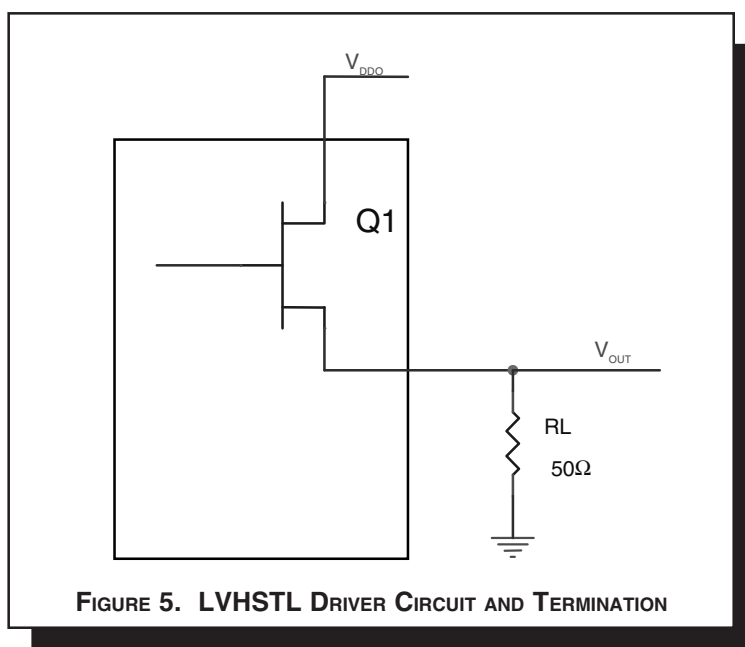 V_DDO
Q1
V_OUT
RL
50Ω
FIGURE 5. LVHSTL DRIVER CIRCUIT AND TERMINATION